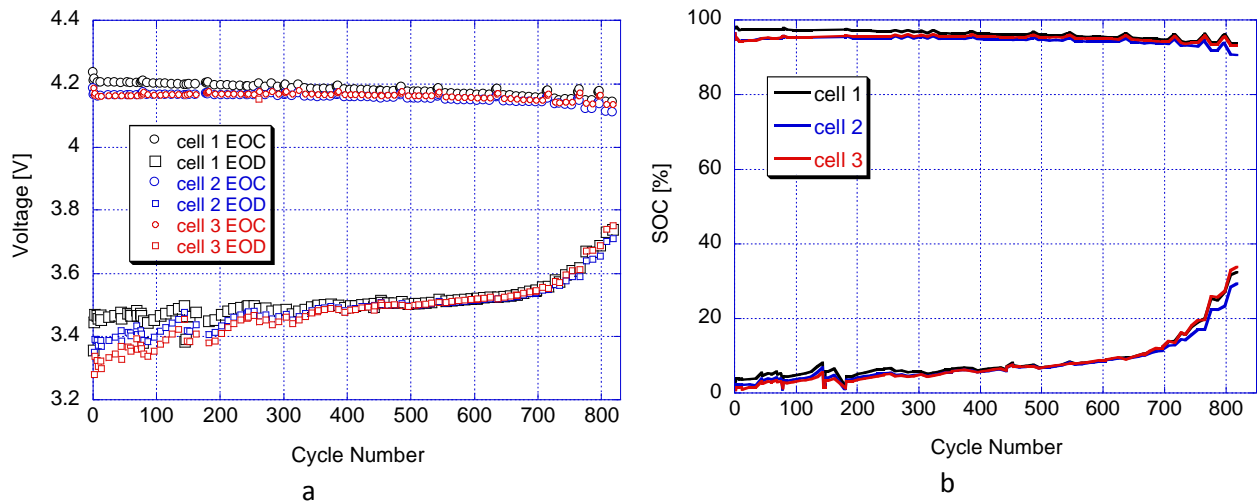 4.4
4.2
4
3.8
3.6
3.4
3.2
Voltage [V]
cell 1 EOC
cell 1 EOD
cell 2 EOC
cell 2 EOD
cell 3 EOC
cell 3 EOD
0 100 200 300 400 500 600 700 800
Cycle Number
a
100
80
60
40
20
0
SOC [%]
cell 1
cell 2
cell 3
0 100 200 300 400 500 600 700 800
Cycle Number
b